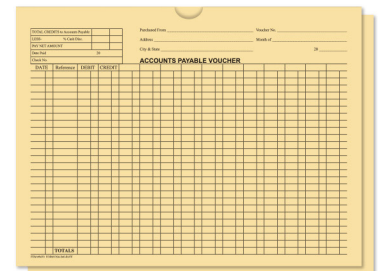 TOTAL CREDITS to Accounts Payable
LESS- % Cash Disc.
PAY NET AMOUNT
Date Paid 20
Check No.
Purchased From Voucher No.
Address Month of
City & State 20
ACCOUNTS PAYABLE VOUCHER
DATE Reference DEBIT CREDIT
TOTALS